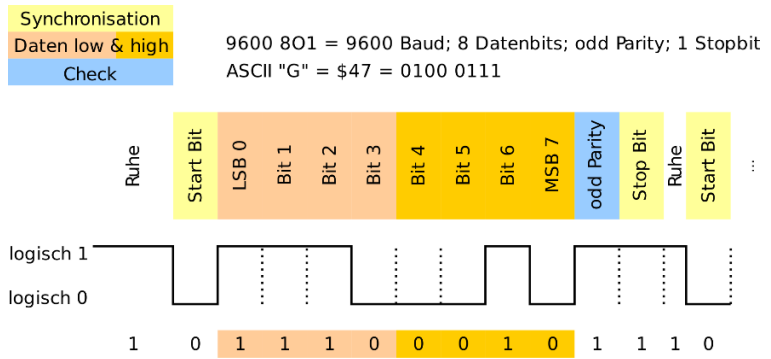 Synchronisation
Daten low & high
Check
9600 8O1 = 9600 Baud; 8 Datenbits; odd Parity; 1 Stopbit
ASCII "G" = $47 = 0100 0111
Ruhe Start Bit LSB 0 Bit 1 Bit 2 Bit 3 Bit 4 Bit 5 Bit 6 MSB 7 odd Parity Stop Bit Ruhe Start Bit ...
logisch 1
logisch 0
1 0 1 1 1 0 0 0 1 0 1 1 1 0